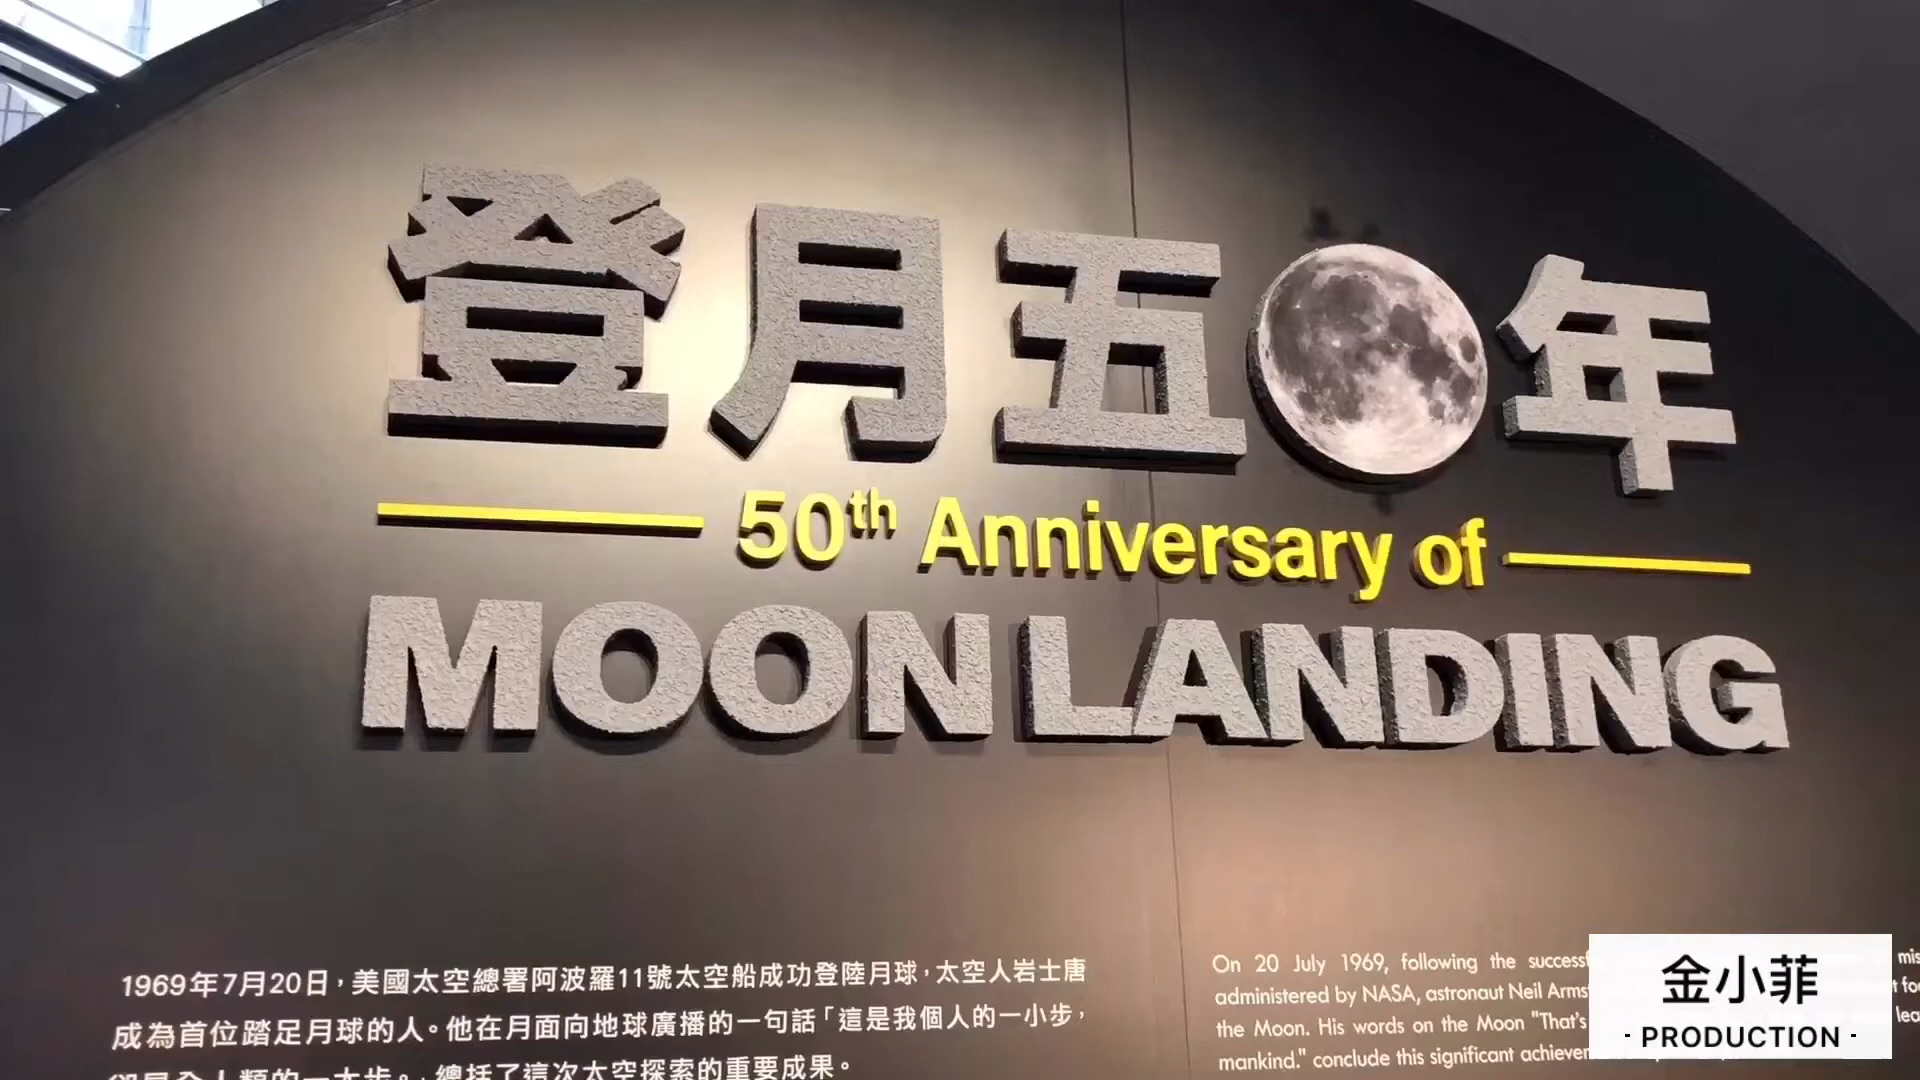 登月五 年
50th Anniversary of
MOON LANDING
1969年7月20日，美國太空總署阿波羅11號太空船成功登陸月球，太空人岩士唐
成為首位踏足月球的人。他在月面向地球廣播的一句話「這是我個人的一小步，
總括了這次太空探索的重要成果。
On 20 July 1969, following the
administered by NASA, astronaut Neil
the Moon. His words on the Moon "That's
mankind." conclude this significant
金小菲
- PRODUCTION -